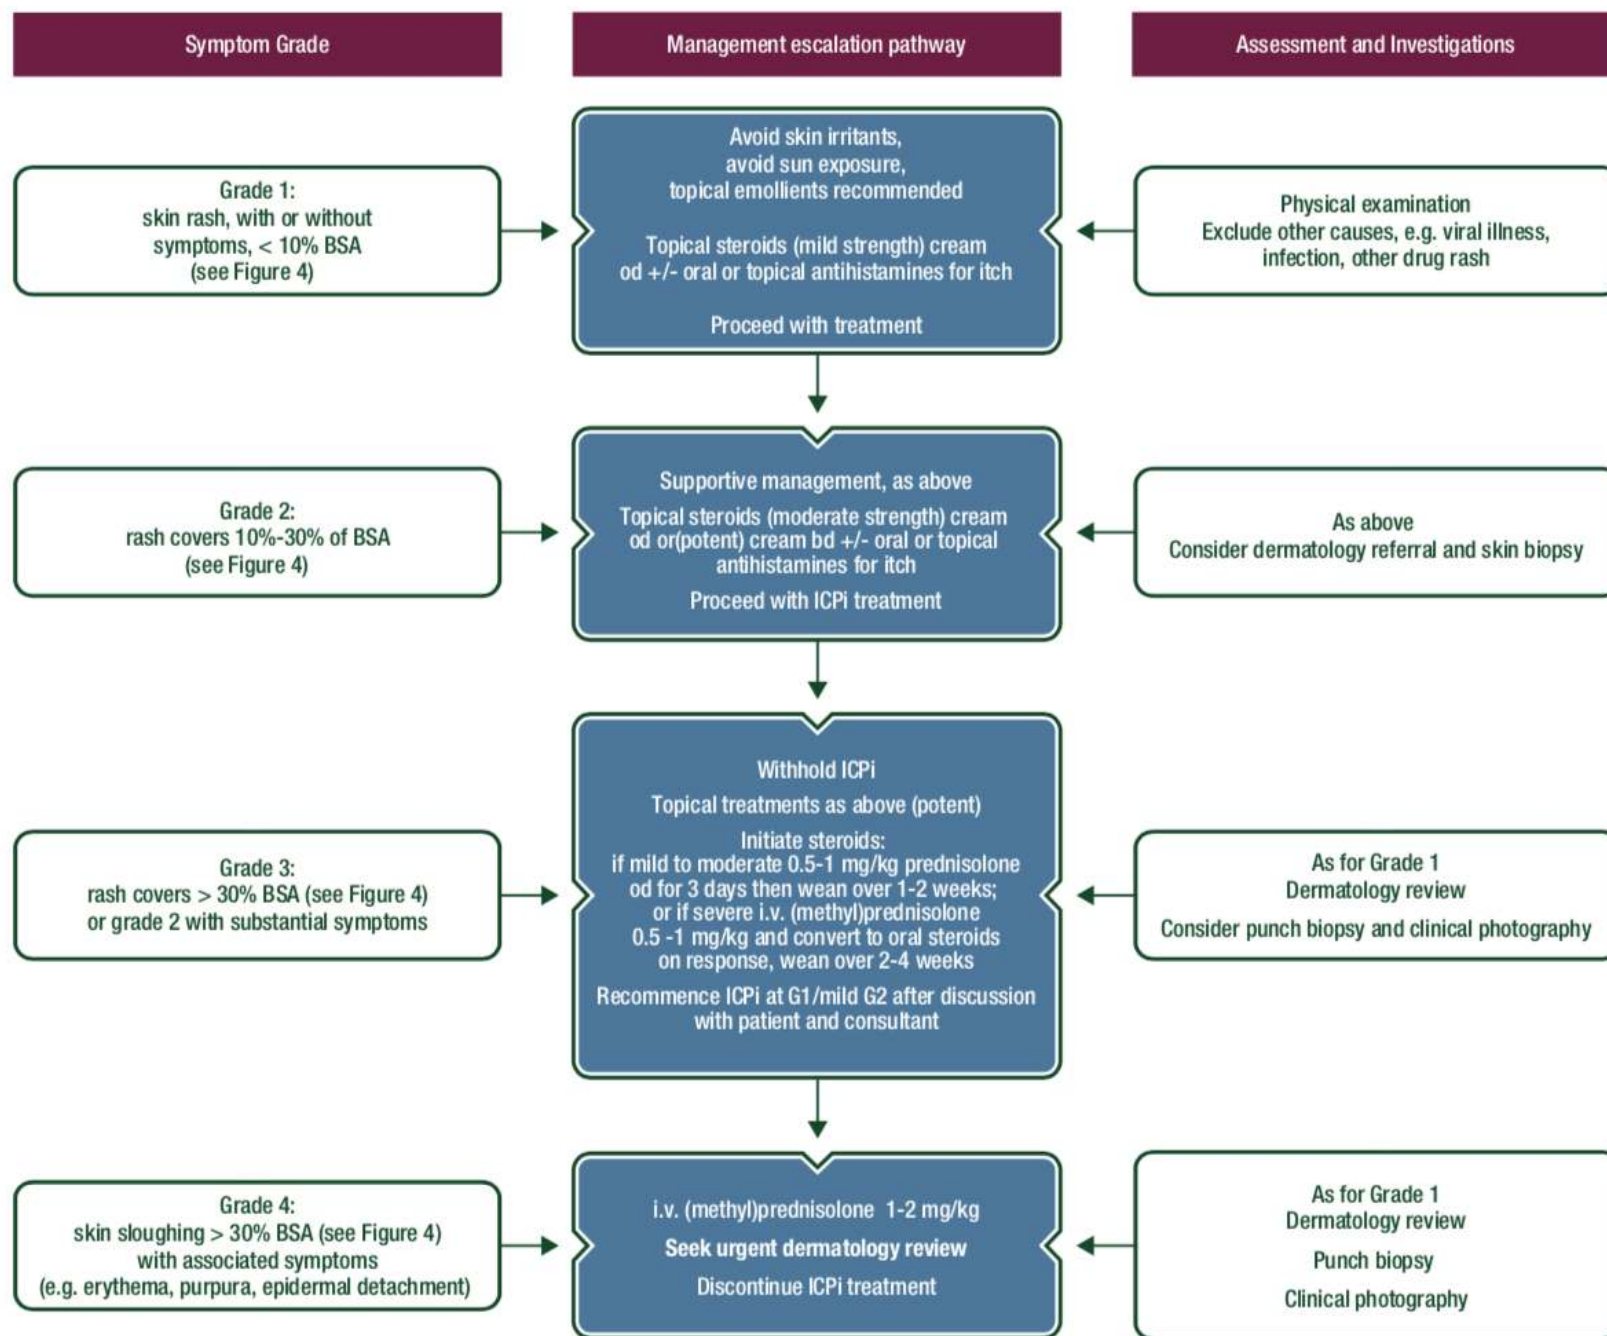 Symptom Grade
Management escalation pathway
Assessment and Investigations
Grade 1:
skin rash, with or without
symptoms, < 10% BSA
(see Figure 4)
Avoid skin irritants,
avoid sun exposure,
topical emollients recommended
Topical steroids (mild strength) cream
od +/- oral or topical antihistamines for itch
Proceed with treatment
Physical examination
Exclude other causes, e.g. viral illness,
infection, other drug rash
Grade 2:
rash covers 10%-30% of BSA
(see Figure 4)
Supportive management, as above
Topical steroids (moderate strength) cream
od or(potent) cream bd +/- oral or topical
antihistamines for itch
Proceed with ICPi treatment
As above
Consider dermatology referral and skin biopsy
Grade 3:
rash covers > 30% BSA (see Figure 4)
or grade 2 with substantial symptoms
Withhold ICPi
Topical treatments as above (potent)
Initiate steroids:
if mild to moderate 0.5-1 mg/kg prednisolone
od for 3 days then wean over 1-2 weeks;
or if severe i.v. (methyl)prednisolone
0.5 -1 mg/kg and convert to oral steroids
on response, wean over 2-4 weeks
Recommence ICPi at G1/mild G2 after discussion
with patient and consultant
As for Grade 1
Dermatology review
Consider punch biopsy and clinical photography
Grade 4:
skin sloughing > 30% BSA (see Figure 4)
with associated symptoms
(e.g. erythema, purpura, epidermal detachment)
i.v. (methyl)prednisolone 1-2 mg/kg
Seek urgent dermatology review
Discontinue ICPi treatment
As for Grade 1
Dermatology review
Punch biopsy
Clinical photography